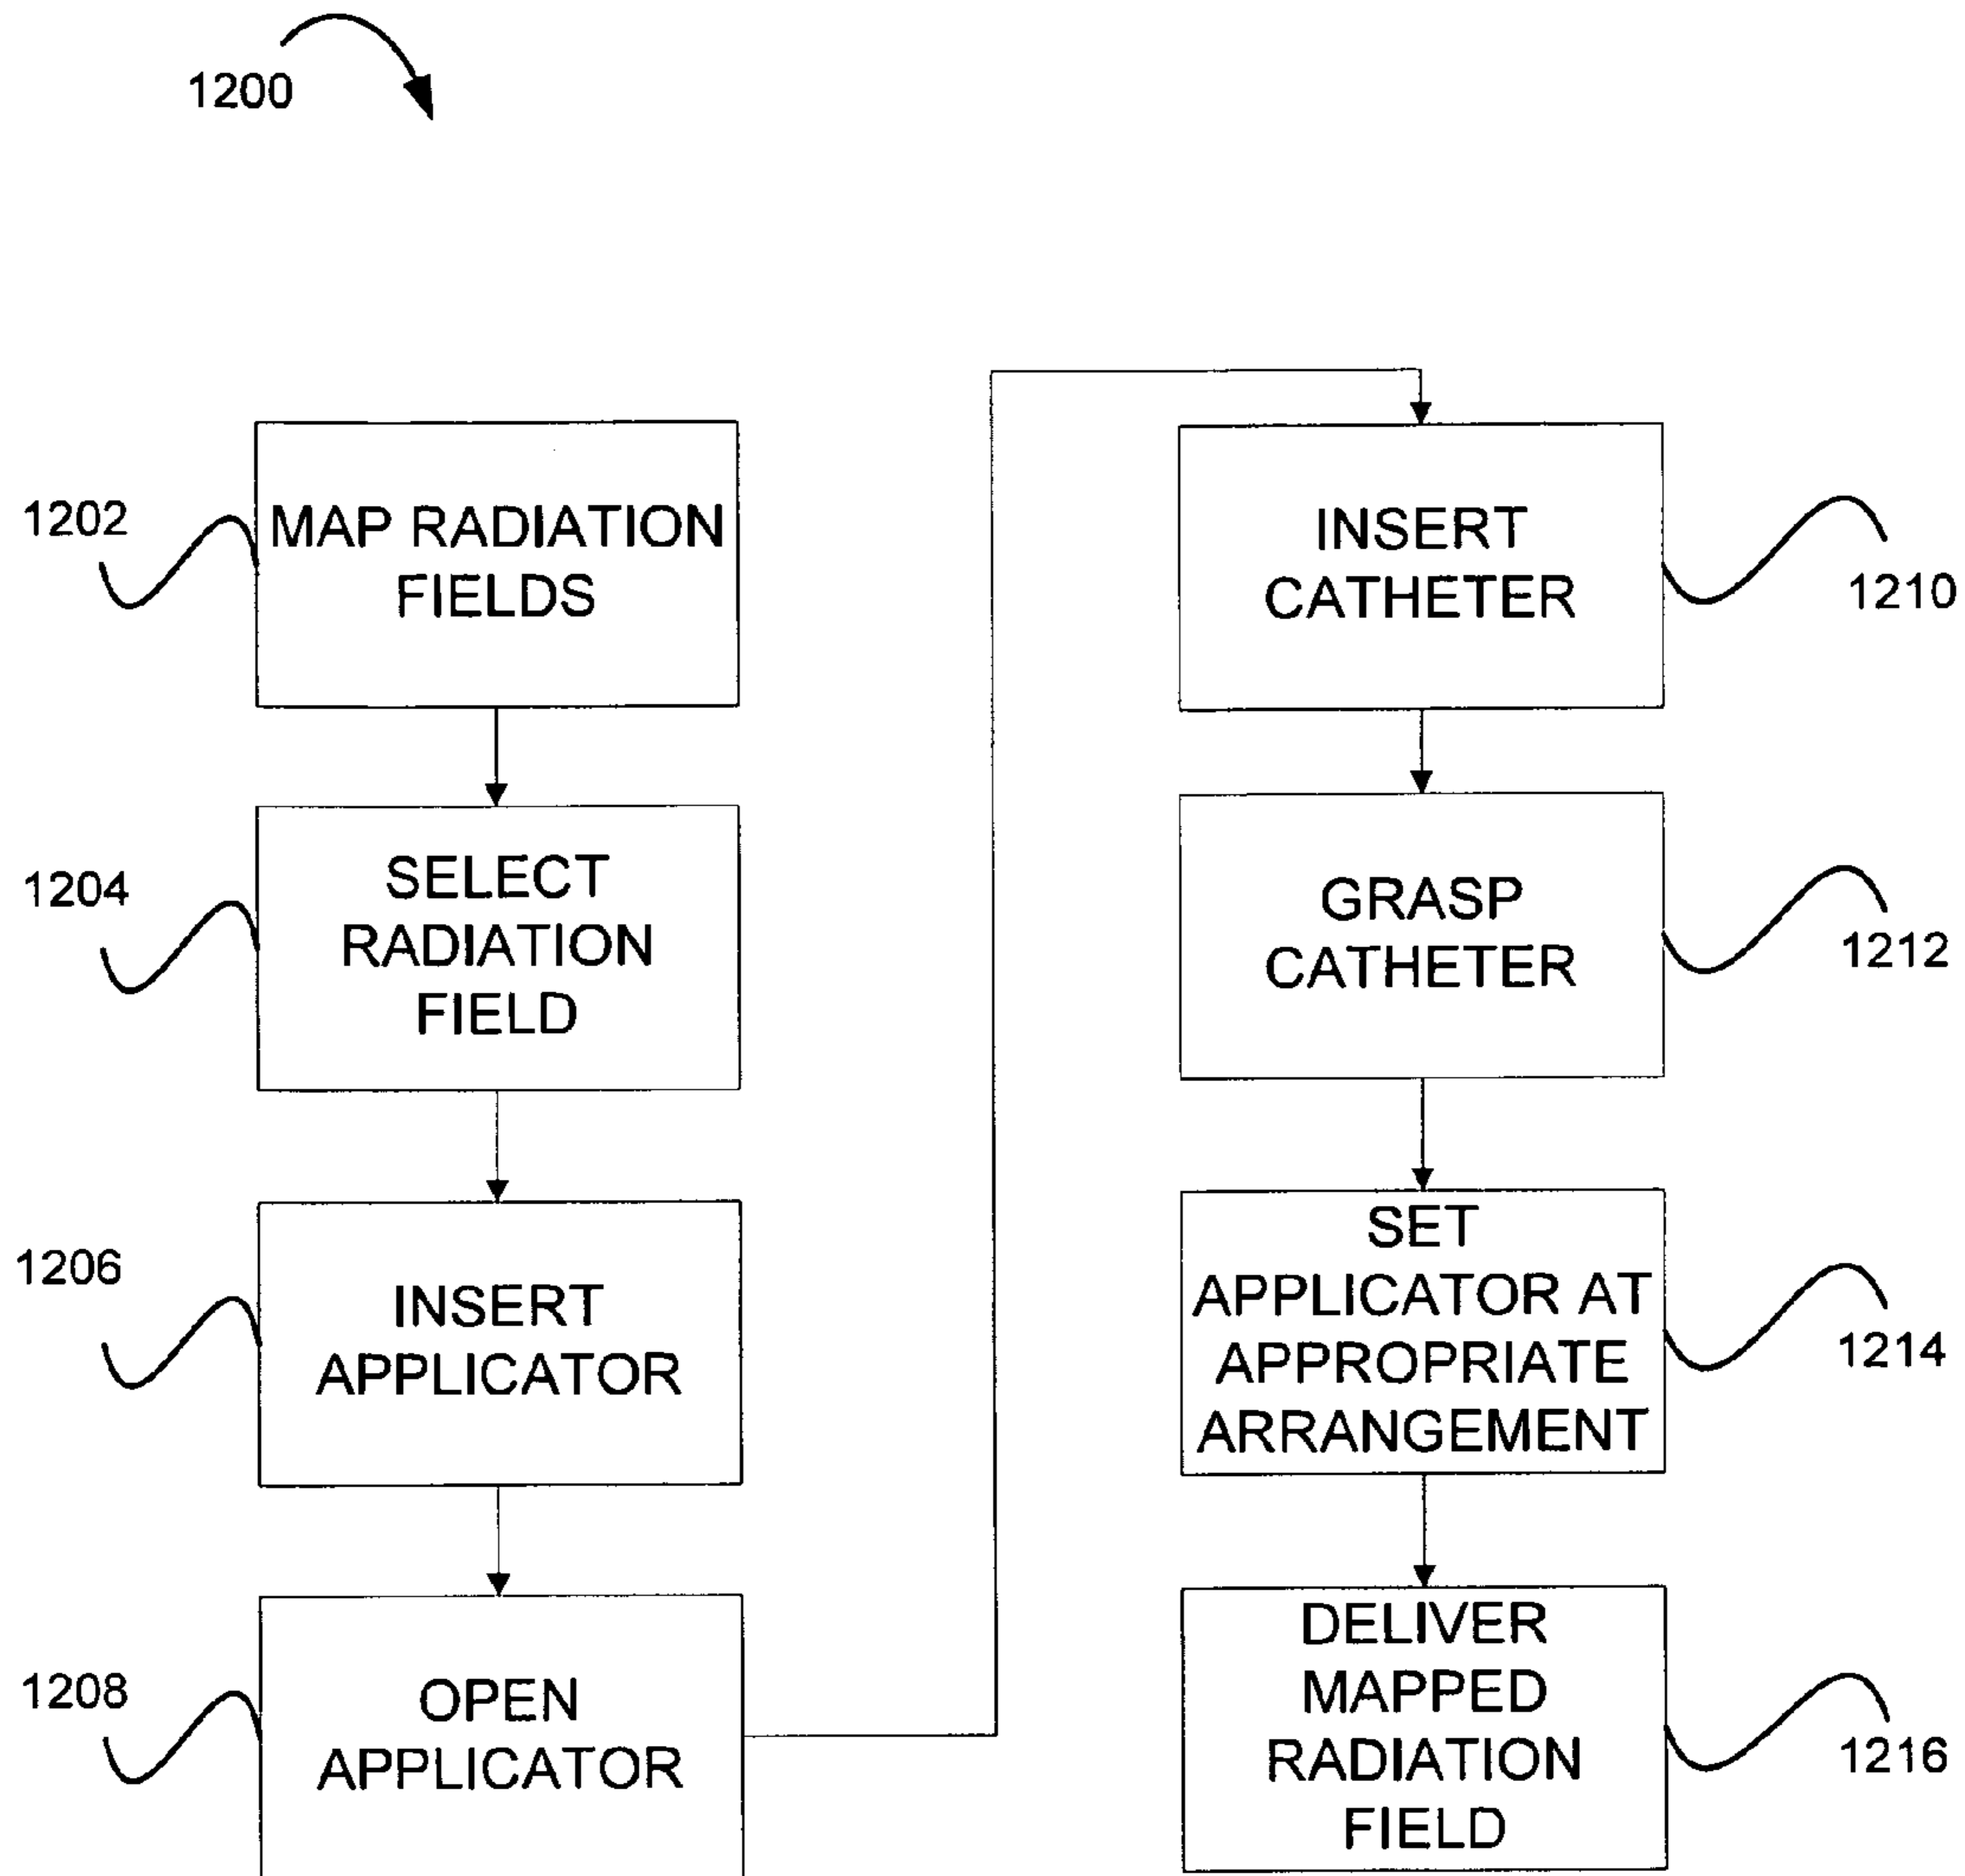 1200
1202
MAP RADIATION
FIELDS
1204
SELECT
RADIATION
FIELD
1206
INSERT
APPLICATOR
1208
OPEN
APPLICATOR
INSERT
CATHETER
1210
GRASP
CATHETER
1212
SET
APPLICATOR AT
APPROPRIATE
ARRANGEMENT
1214
DELIVER
MAPPED
RADIATION
FIELD
1216